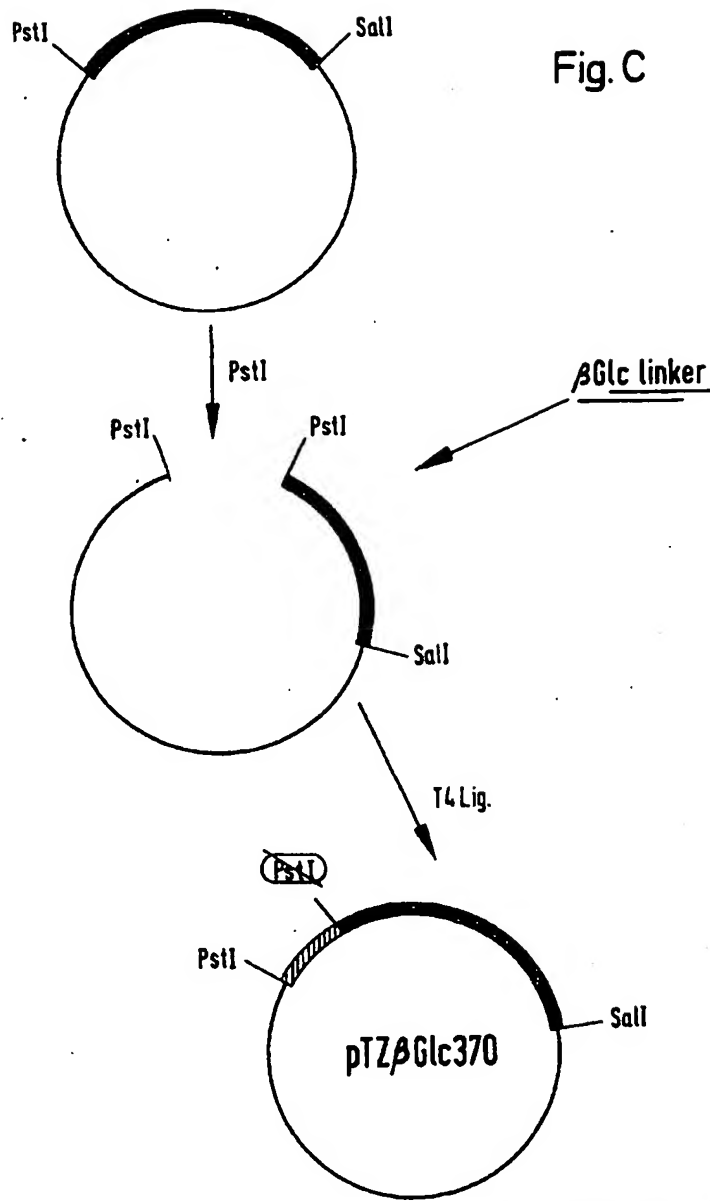 PstI
SalI
Fig. C
PstI
βGlc linker
PstI
PstI
SalI
T4 Lig.
PstI
PstI
SalI
pTZβGlc370